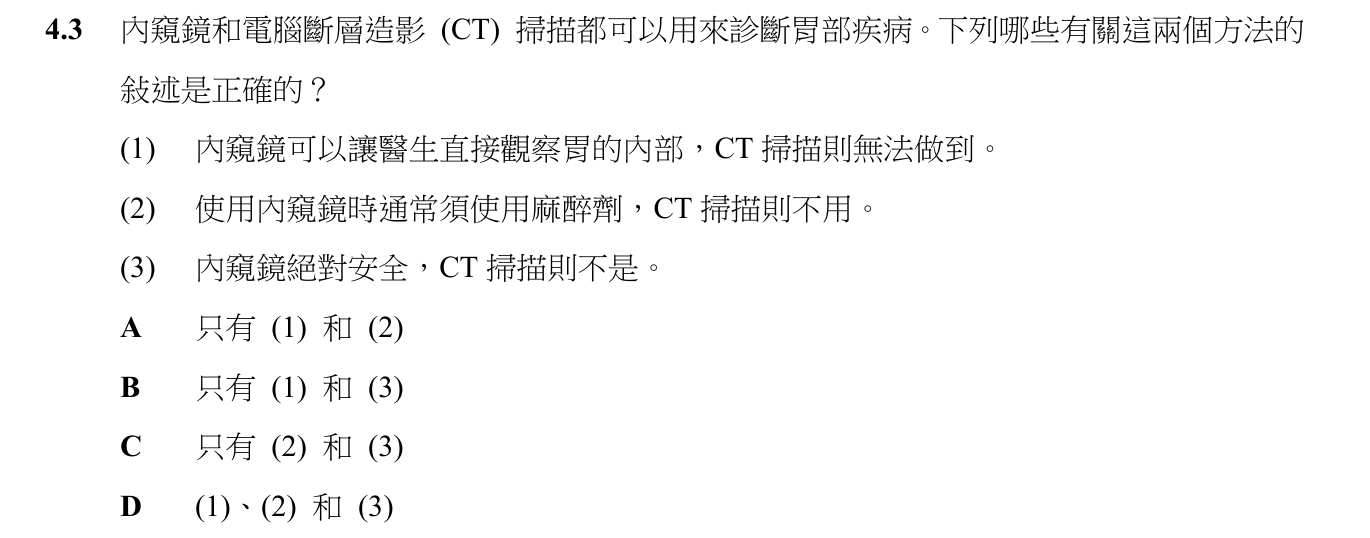 4.3 內窺鏡和電腦斷層造影 (CT) 掃描都可以用來診斷胃部疾病。下列哪些有關這兩個方法的
敍述是正確的？
(1) 內窺鏡可以讓醫生直接觀察胃的內部，CT 掃描則無法做到。
(2) 使用內窺鏡時通常須使用麻醉劑，CT 掃描則不用。
(3) 內窺鏡絕對安全，CT 掃描則不是。
A 只有 (1) 和 (2)
B 只有 (1) 和 (3)
C 只有 (2) 和 (3)
D (1)、(2) 和 (3)